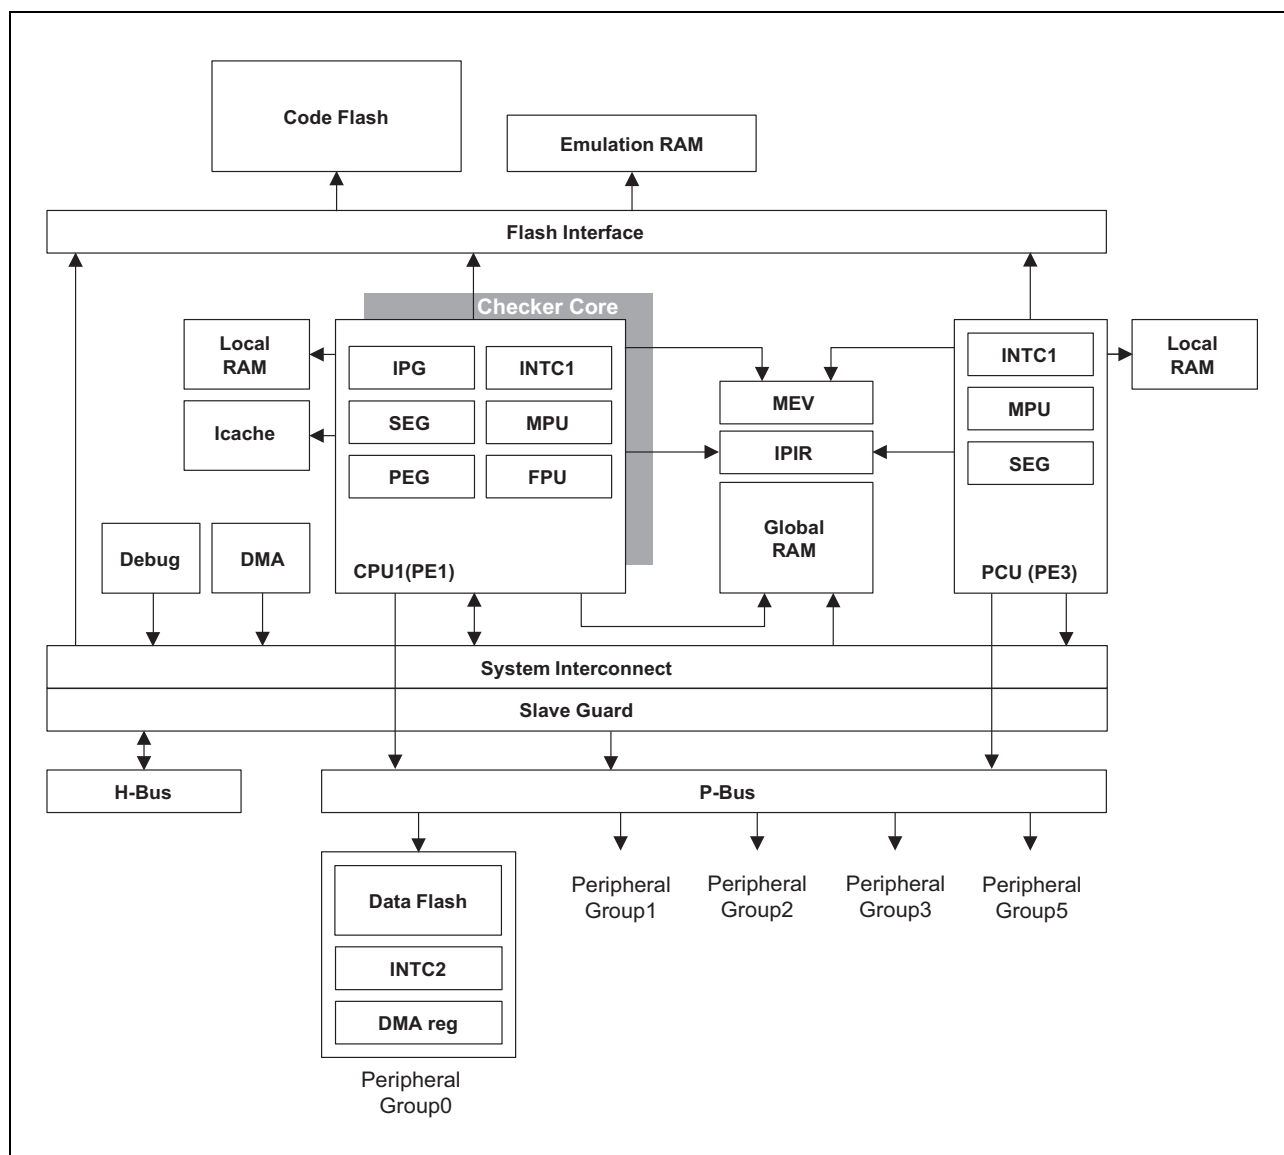 Code Flash
Emulation RAM
Flash Interface
Checker Core
Local
RAM
IPG
INTC1
INTC1
Local
RAM
MEV
Icache
SEG
MPU
MPU
IPIR
PEG
FPU
SEG
Global
RAM
Debug
DMA
CPU1(PE1)
PCU (PE3)
System Interconnect
Slave Guard
H-Bus
P-Bus
Data Flash
INTC2
DMA reg
Peripheral
Group0
Peripheral
Group1
Peripheral
Group2
Peripheral
Group3
Peripheral
Group5